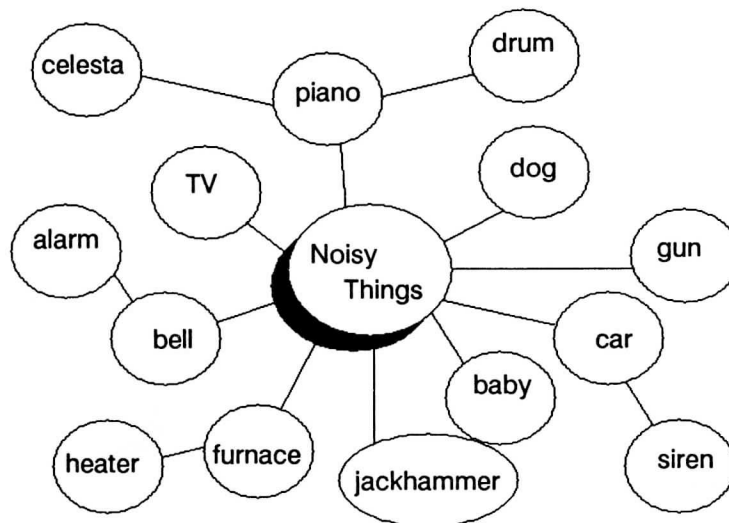 drum
celesta
piano
dog
TV
alarm
gun
Noisy
Things
bell
car
baby
furnace
heater
siren
jackhammer